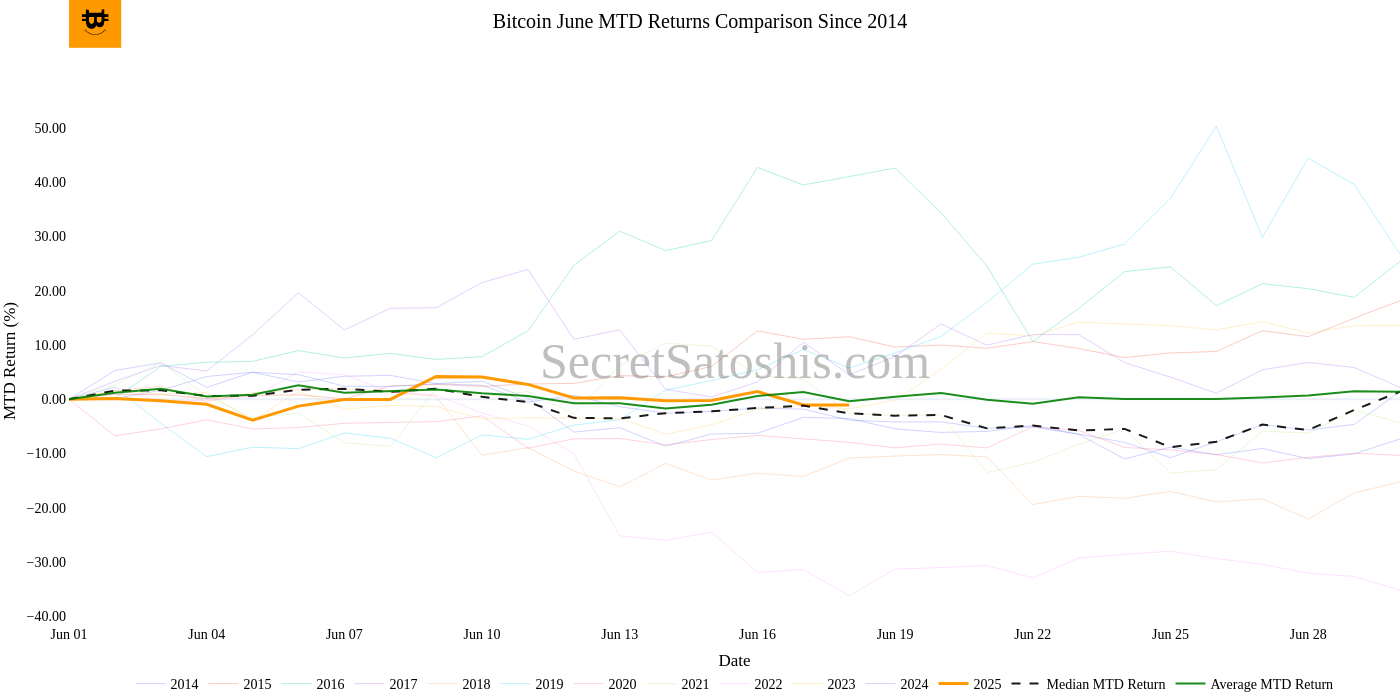 Bitcoin June MTD Returns Comparison Since 2014
50.00
40.00
30.00
20.00
10.00
0.00
−10.00
−20.00
−30.00
−40.00
MTD Return (%)
SecretSatoshis.com
Jun 01 Jun 04 Jun 07 Jun 10 Jun 13 Jun 16 Jun 19 Jun 22 Jun 25 Jun 28
Date
2014 2015 2016 2017 2018 2019 2020 2021 2022 2023 2024 2025 Median MTD Return Average MTD Return